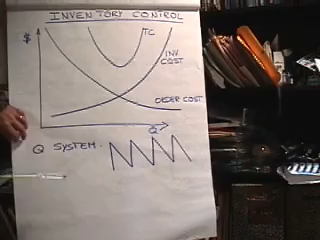 INVENTORY CONTROL
$
TC
INV
COST
ORDER COST
Q
Q SYSTEM.